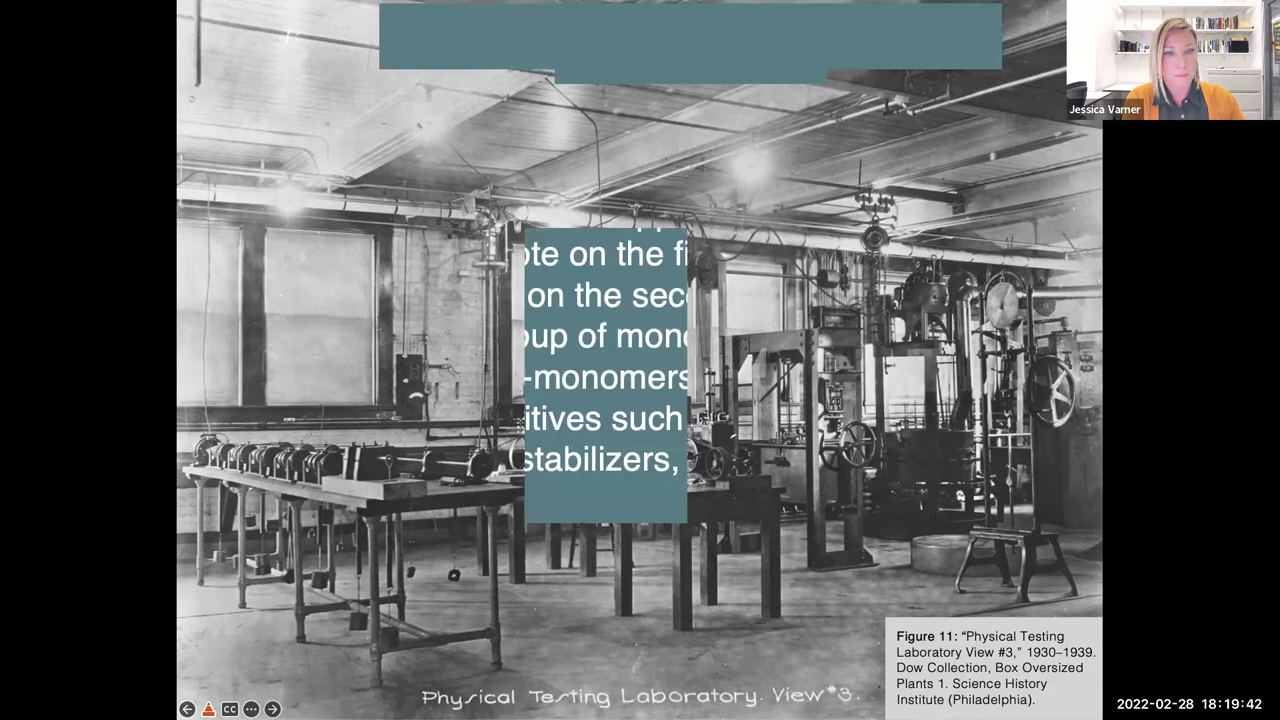 Jessica Varner
ote on the fi
on the sec
oup of mono
-monomers
itives such
stabilizers,
Figure 11: “Physical Testing
Laboratory View #3,” 1930–1939.
Dow Collection, Box Oversized
Plants 1. Science History
Institute (Philadelphia).
Physical Testing Laboratory. View #3.
CC
2022-02-28 18:19:42